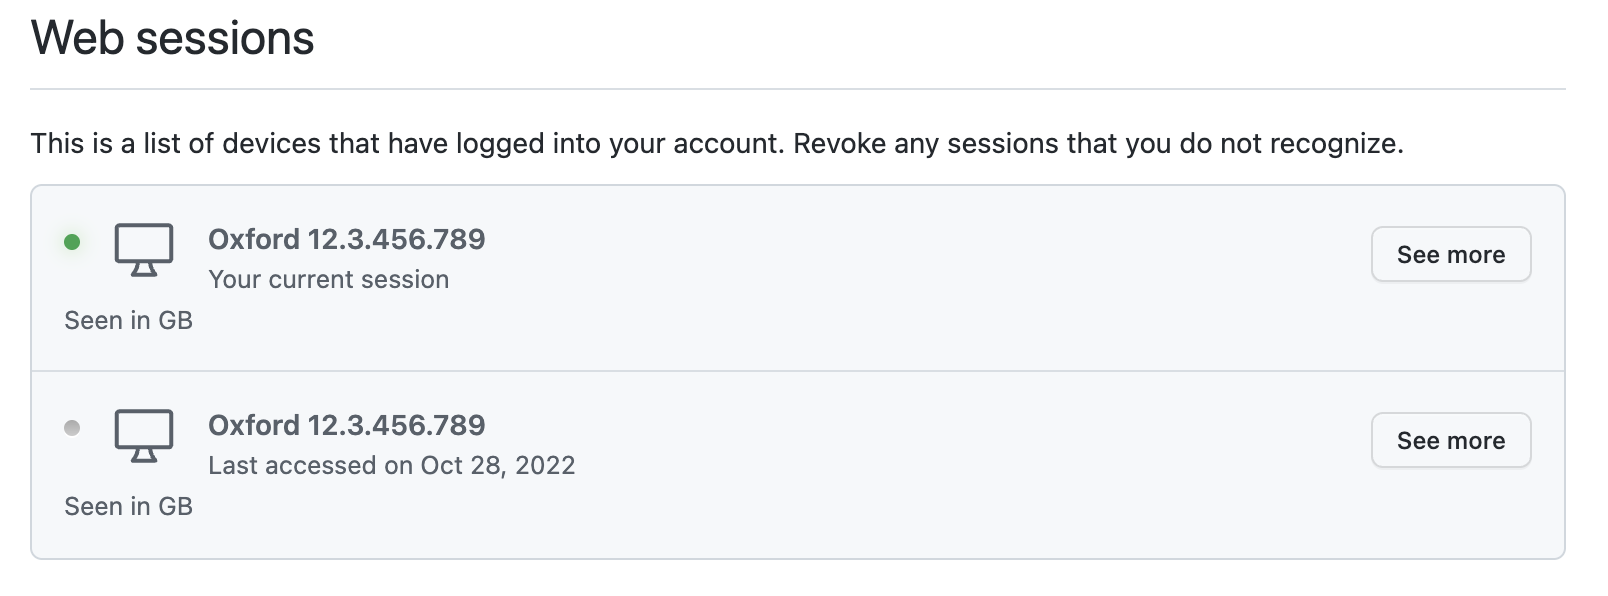 Web sessions
This is a list of devices that have logged into your account. Revoke any sessions that you do not recognize.
Oxford 12.3.456.789
Your current session
See more
Seen in GB
Oxford 12.3.456.789
Last accessed on Oct 28, 2022
See more
Seen in GB